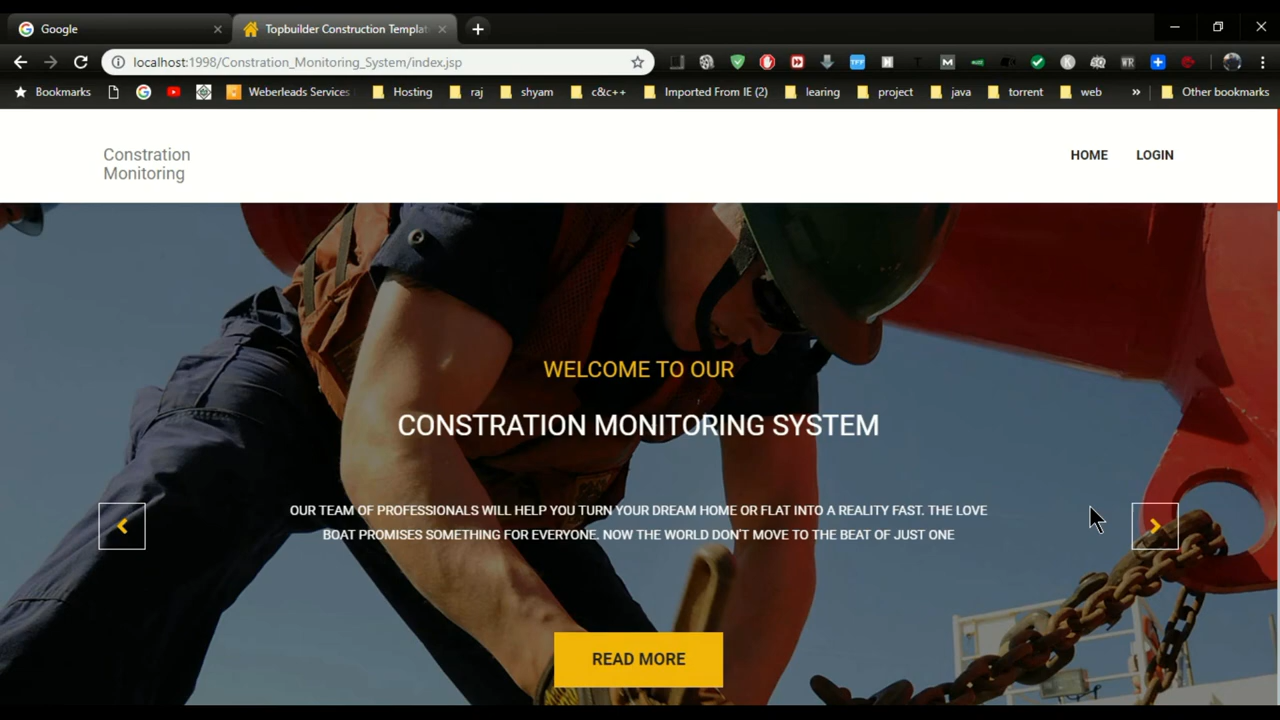 Google
Topbuilder Construction Templat
localhost:1998/Constration_Monitoring_System/index.jsp
Bookmarks Weberleads Services Hosting raj shyam c&c++ Imported From IE (2) learing project java torrent web » Other bookmarks
Constration
Monitoring
HOME LOGIN
WELCOME TO OUR
CONSTRATION MONITORING SYSTEM
OUR TEAM OF PROFESSIONALS WILL HELP YOU TURN YOUR DREAM HOME OR FLAT INTO A REALITY FAST. THE LOVE
BOAT PROMISES SOMETHING FOR EVERYONE. NOW THE WORLD DON'T MOVE TO THE BEAT OF JUST ONE
READ MORE